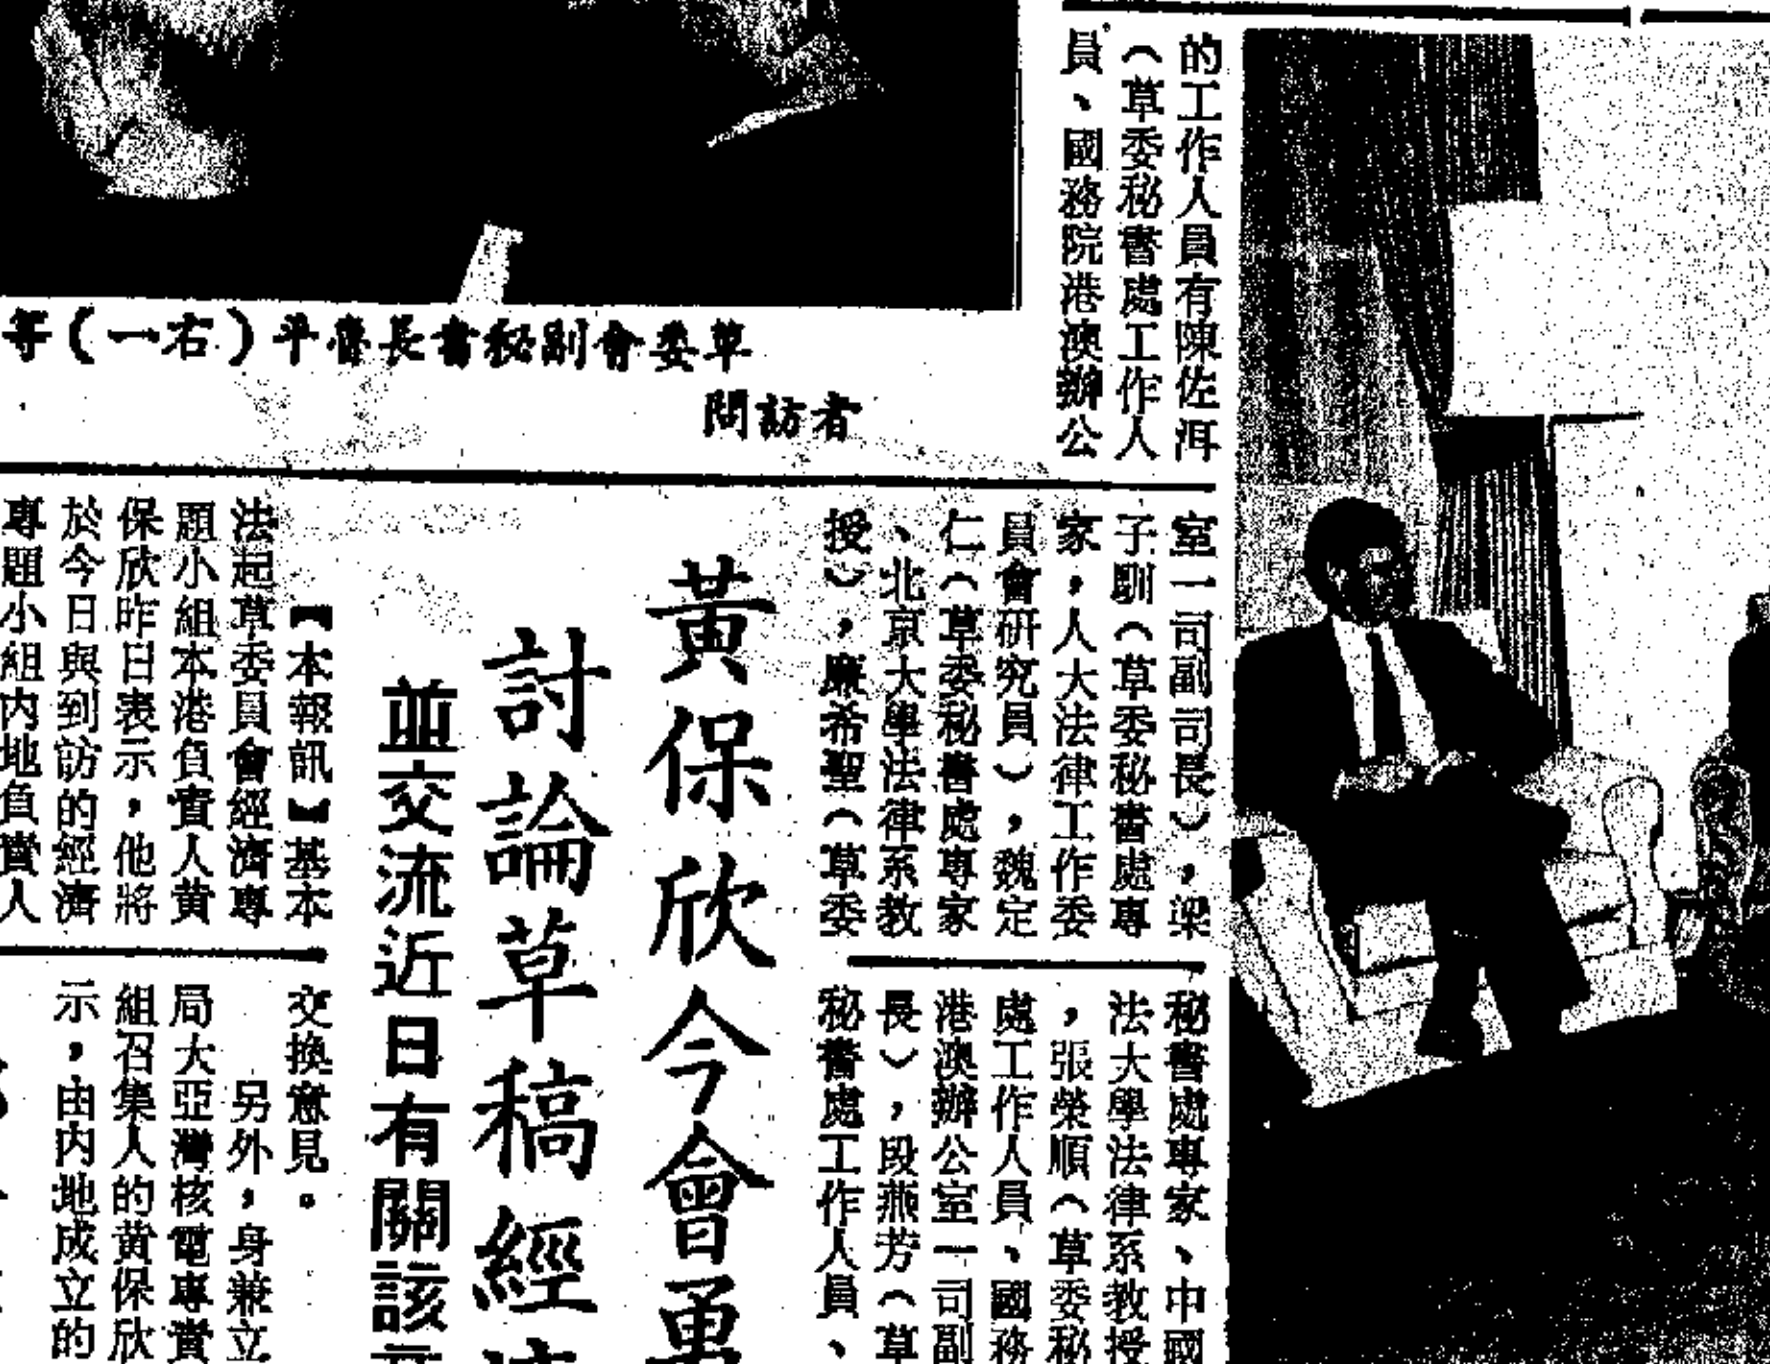 的工作人員有陳佐洱
（草委秘書處工作人
員、國務院港澳辦公
室一司副司長），梁
子馴（草委秘書處專
家，人大法律工作委
員會研究員），魏定
仁（草委秘書處專家
、北京大學法律系教
授），廉希聖（草委
秘書處專家、中國
法大學法律系教授
，張榮順（草委秘
處工作人員、國務
港澳辦公室一司副
長），段燕芳（草
秘書處工作人員、
草委會副秘書長魯平（右一）等
者訪問
黃保欣今會勇
討論草稿經
並交流近日有關該
【本報訊】基本
法起草委員會經濟專
題小組本港負責人黃
保欣昨日表示，他將
於今日與到訪的經濟
專題小組內地負責人
交換意見。
另外，身兼立
局大亞灣核電專責
組召集人的黃保欣
示，由內地成立的